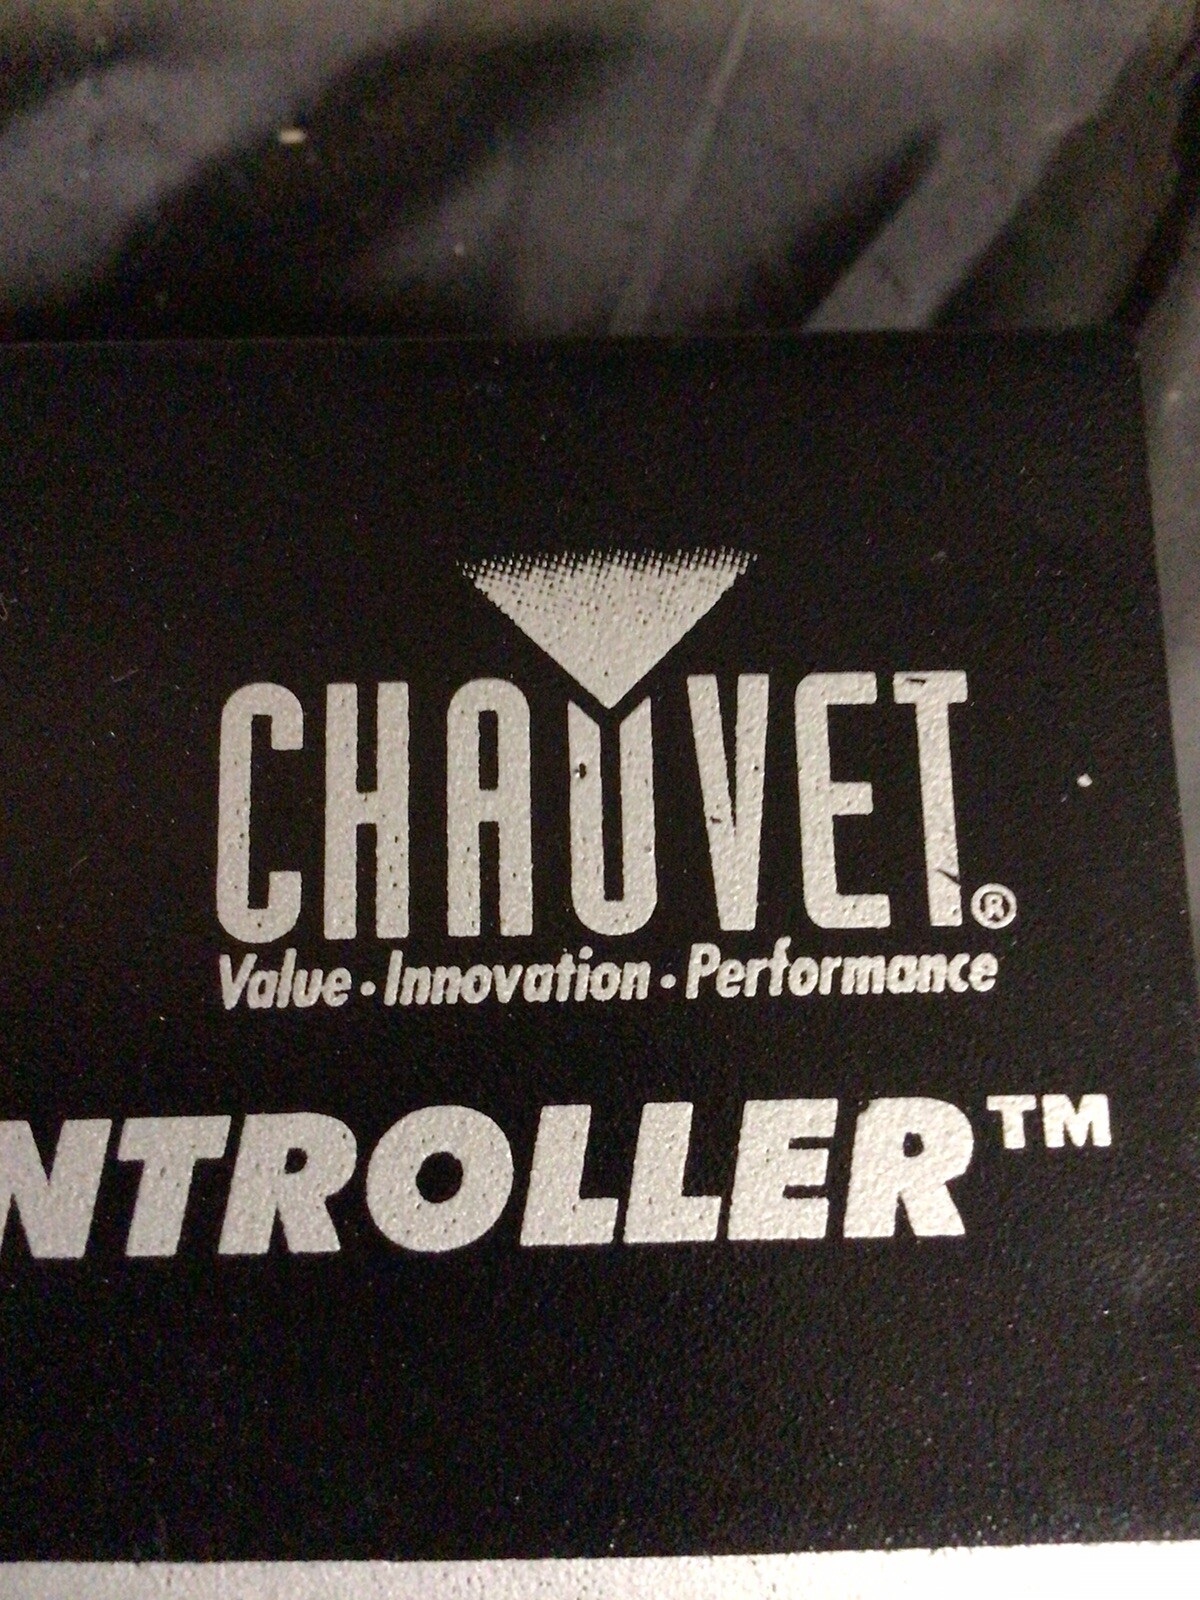 CHAUVET®
Value · Innovation · Performance
NTROLLER™